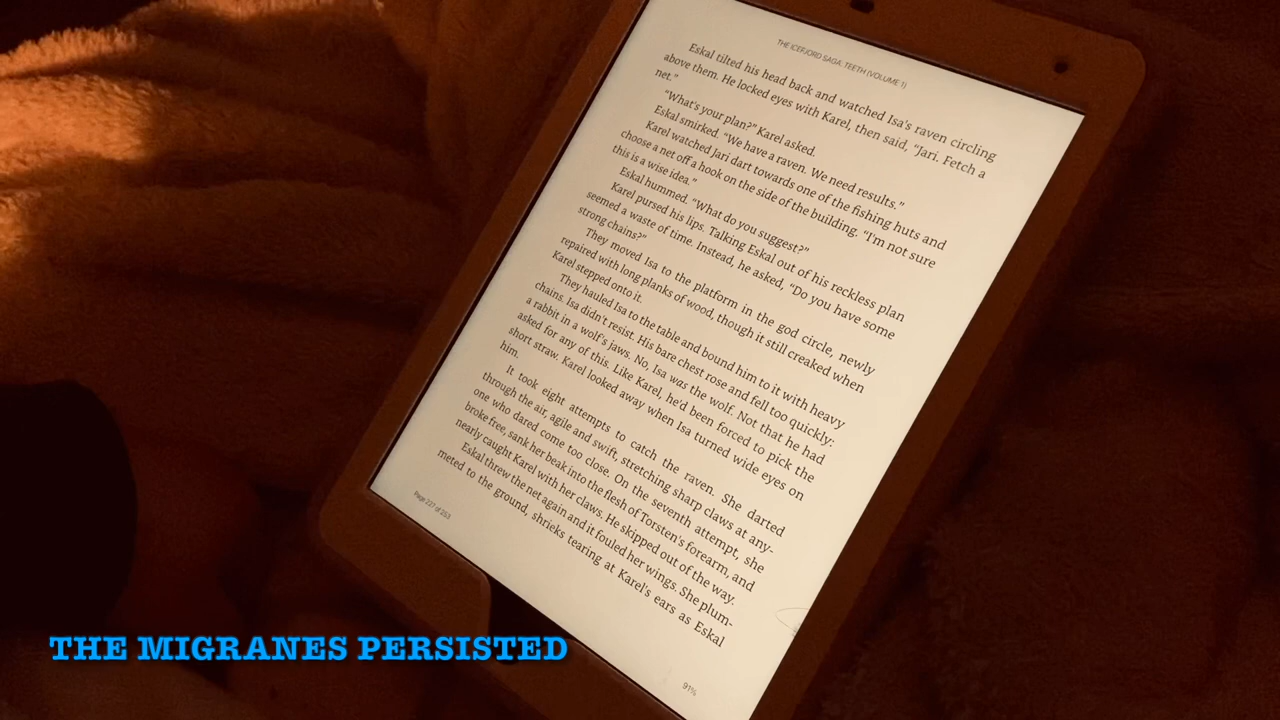 THE ICEFJORD SAGA: TEETH (VOLUME 1)
Eskal tilted his head back and watched Isa's raven circling
above them. He locked eyes with Karel, then said, "Jari. Fetch a
net."
"What's your plan?" Karel asked.
Eskal smirked. "We have a raven. We need results."
Karel watched Jari dart towards one of the fishing huts and
choose a net off a hook on the side of the building. "I'm not sure
this is a wise idea."
Eskal hummed. "What do you suggest?"
Karel pursed his lips. Talking Eskal out of his reckless plan
seemed a waste of time. Instead, he asked, "Do you have some
strong chains?"
They moved Isa to the platform in the god circle, newly
repaired with long planks of wood, though it still creaked when
Karel stepped onto it.
They hauled Isa to the table and bound him to it with heavy
chains. Isa didn't resist. His bare chest rose and fell too quickly:
a rabbit in a wolf's jaws. No, Isa was the wolf. Not that he had
asked for any of this. Like Karel, he'd been forced to pick the
short straw. Karel looked away when Isa turned wide eyes on
him.
It took eight attempts to catch the raven. She darted
through the air, agile and swift, stretching sharp claws at any-
one who dared come too close. On the seventh attempt, she
broke free, sank her beak into the flesh of Torsten's forearm, and
nearly caught Karel with her claws. He skipped out of the way.
Eskal threw the net again and it fouled her wings. She plum-
meted to the ground, shrieks tearing at Karel's ears as Eskal
Page 227 of 253
91%
THE MIGRANES PERSISTED